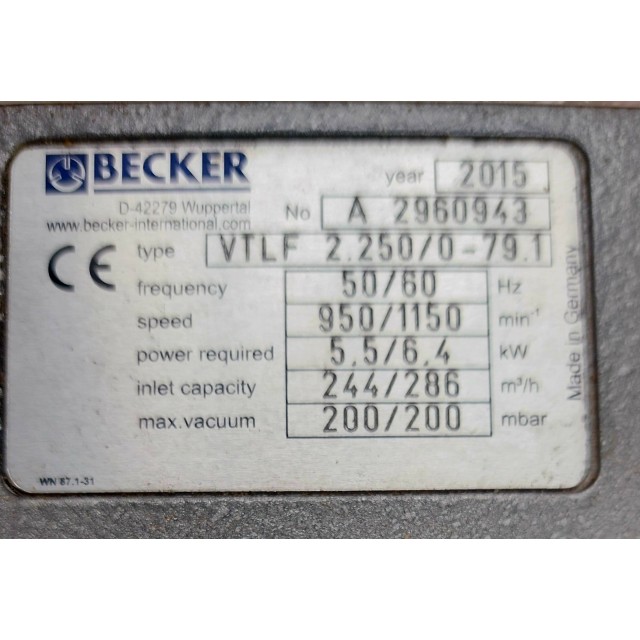 BECKER
year 2015
D-42279 Wuppertal
No A 2960943
www.becker-international.com
CE type VTLF 2.250/0-79.1
frequency 50/60 Hz
speed 950/1150 min⁻¹
power required 5,5/6,4 kW
inlet capacity 244/286 m³/h
max.vacuum 200/200 mbar
Made in Germany
WN 87.1-31